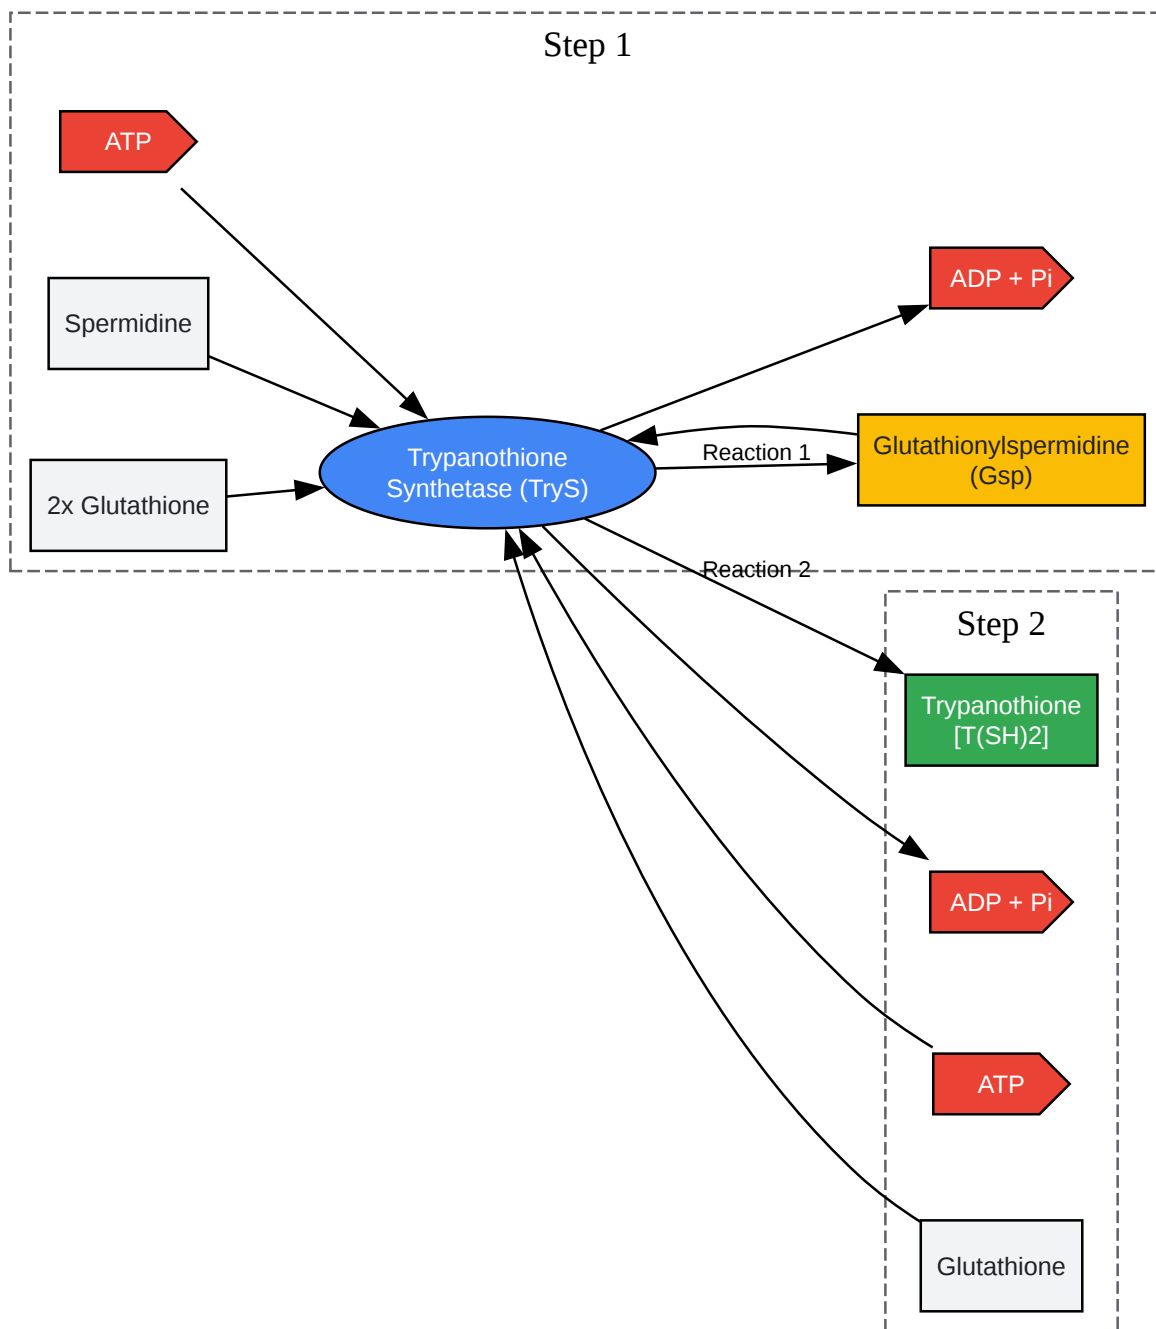 Step 1
ATP
ADP + Pi
Spermidine
Glutathionylspermidine
(Gsp)
Reaction 1
Trypanothione
Synthetase (TryS)
2x Glutathione
Reaction 2
Step 2
Trypanothione
[T(SH)2]
ADP + Pi
ATP
Glutathione